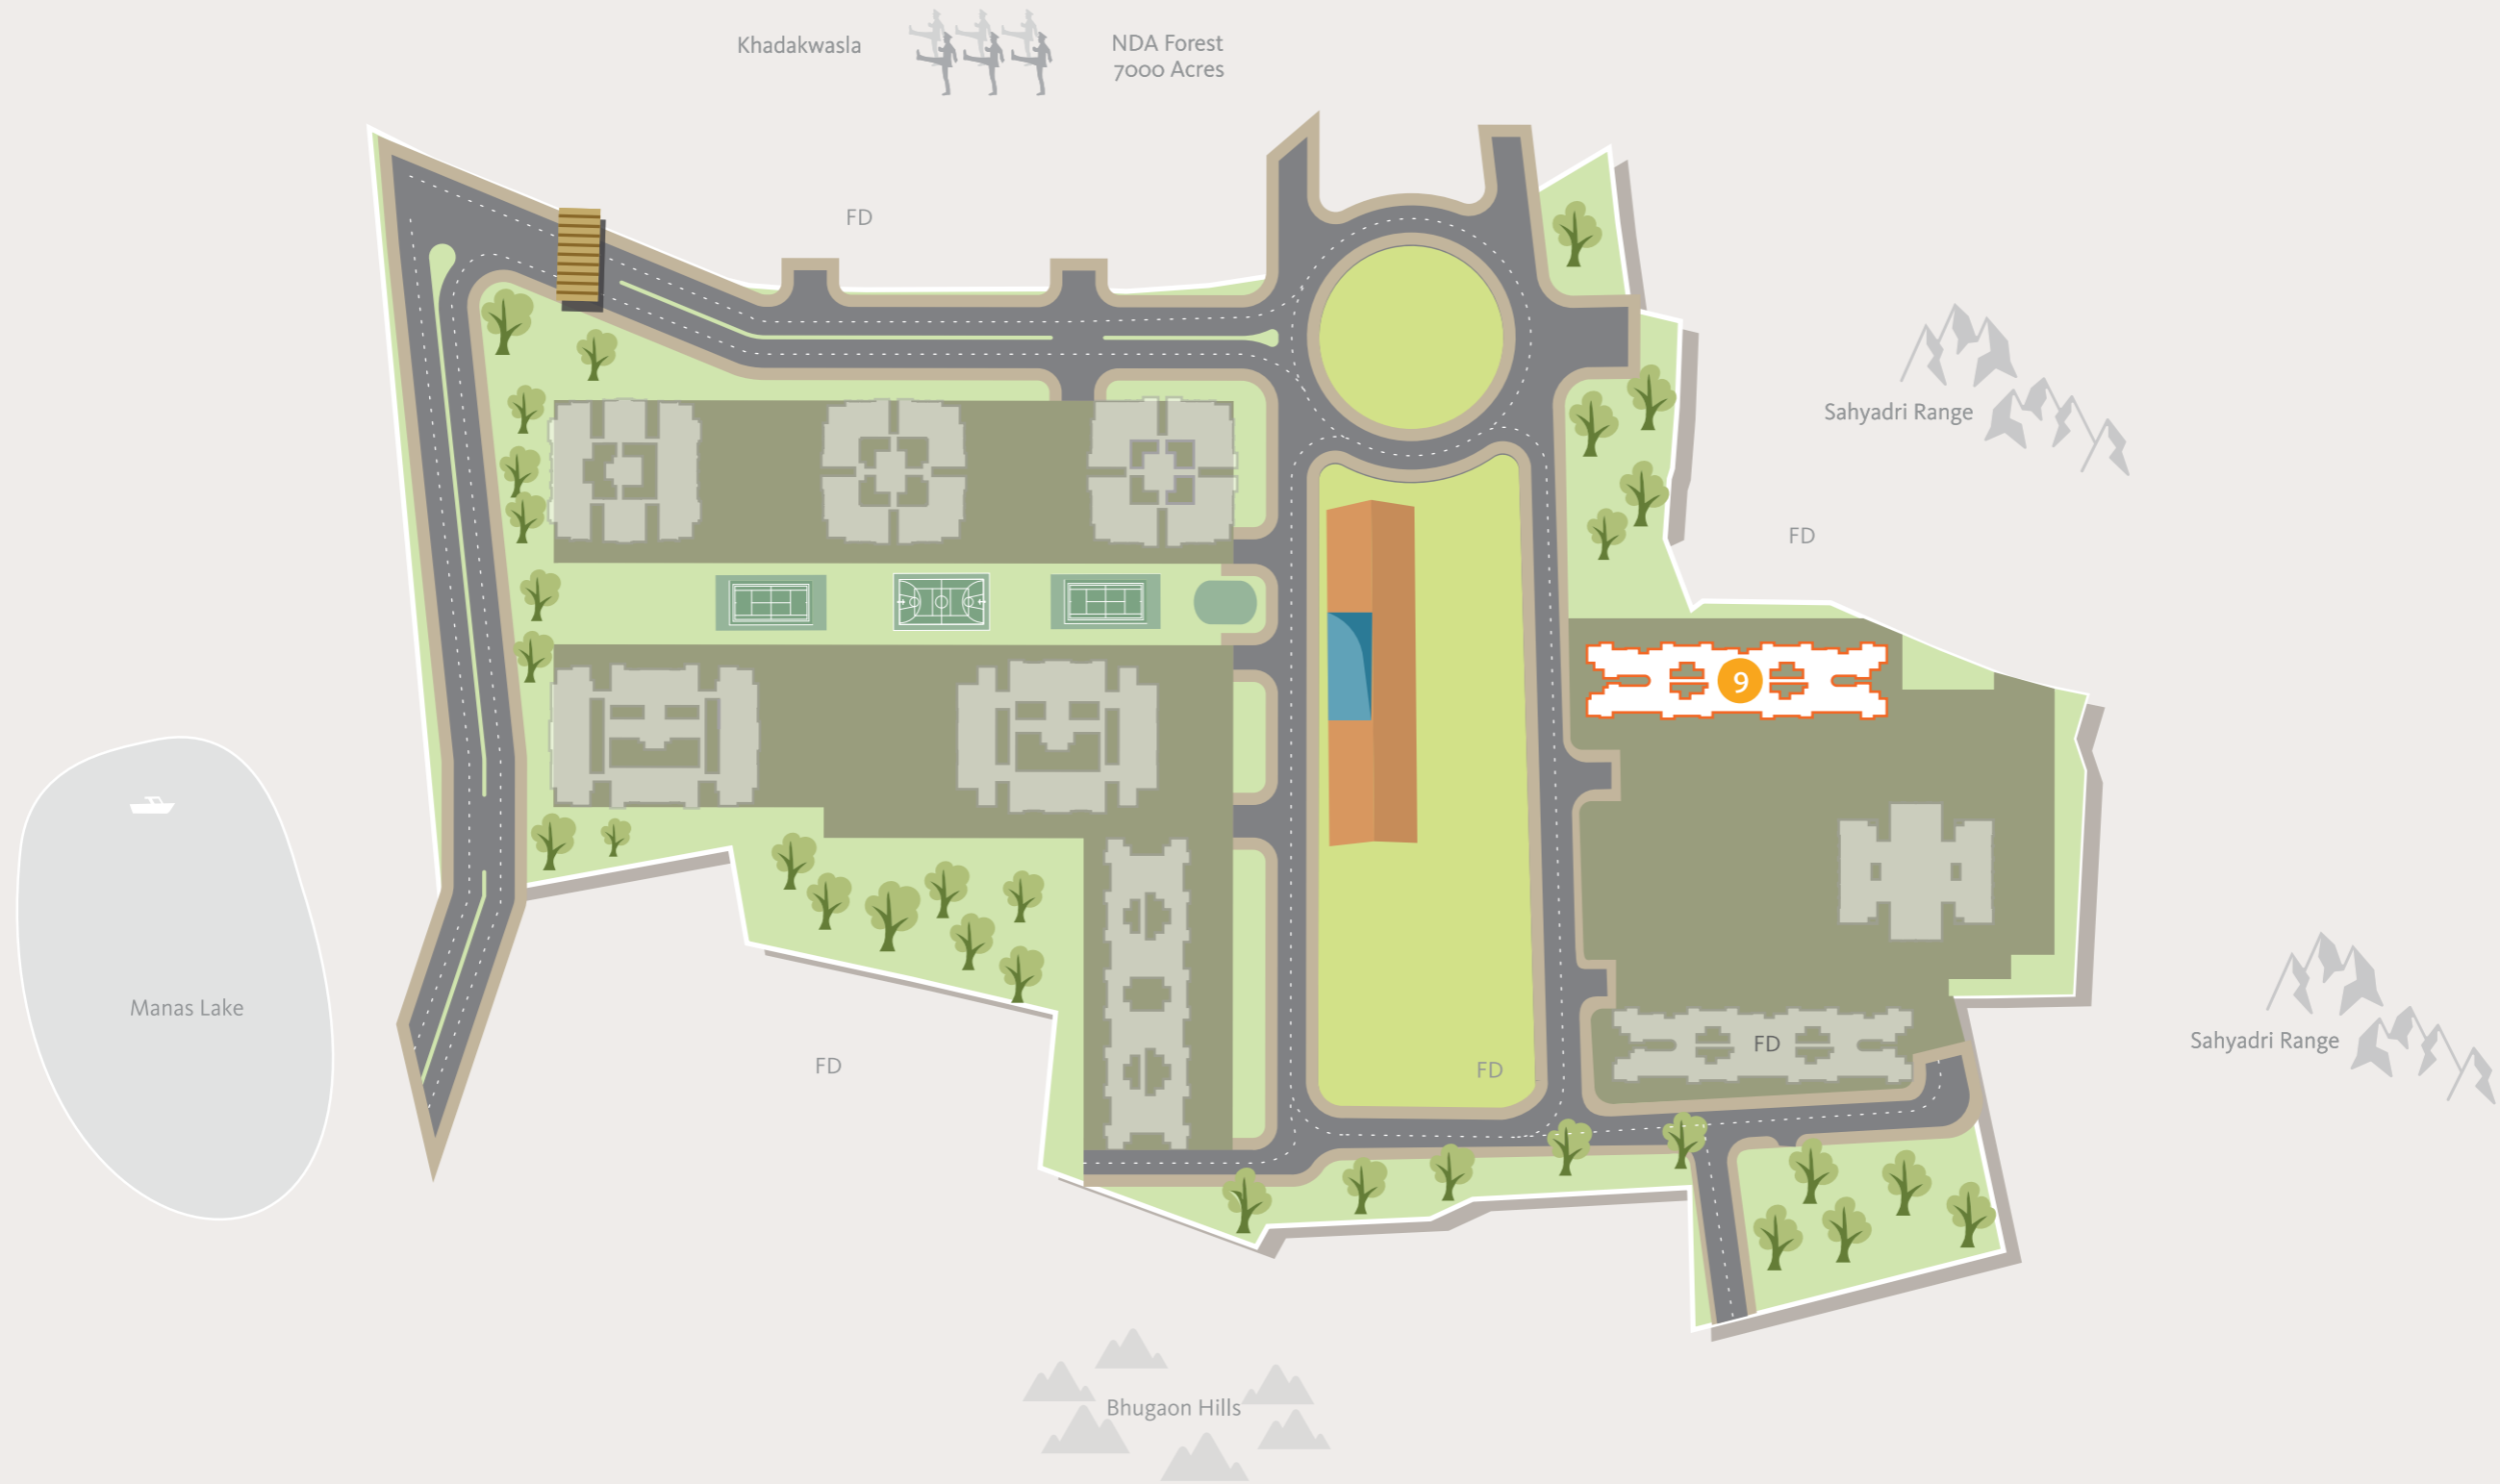 Khadakwasla
NDA Forest
7000 Acres
FD
Sahyadri Range
FD
9
Manas Lake
FD
FD
FD
Sahyadri Range
Bhugaon Hills